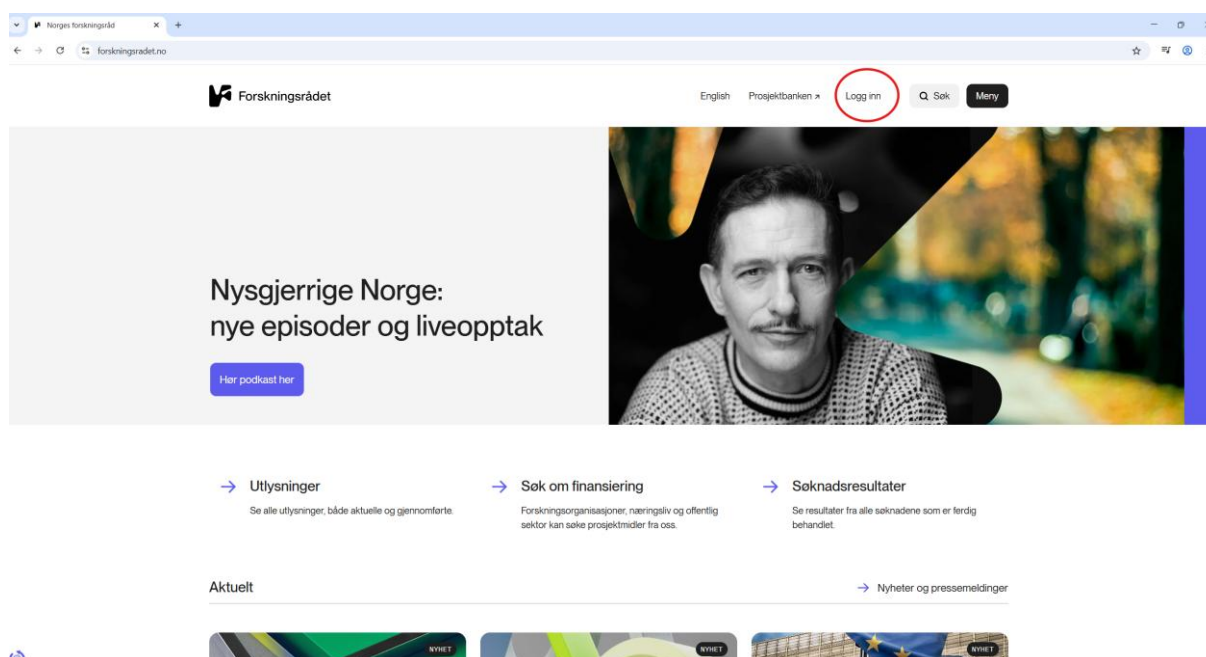 Norges forskningsråd
forskningsradet.no
Forskningsrådet
English Prosjektbanken Logg inn Søk Meny
Nysgjerrige Norge:
nye episoder og liveopptak
Hør podkast her
Utlysninger
Se alle utlysninger, både aktuelle og gjennomførte.
Søk om finansiering
Forskningsorganisasjoner, næringsliv og offentlig
sektor kan søke prosjektmidler fra oss.
Søknadsresultater
Se resultater fra alle søknadene som er ferdig
behandlet.
Aktuelt
Nyheter og pressemeldinger
NYHET
NYHET
NYHET